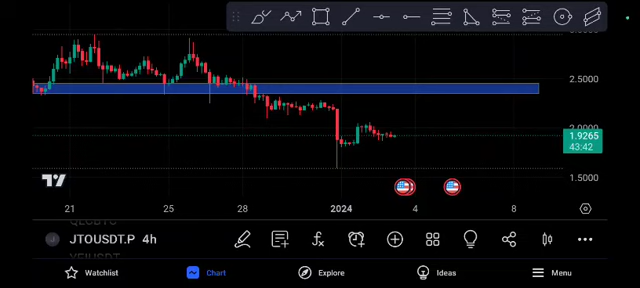 2.5000
2.0000
1.9265
43:42
1.5000
21 25 28 2024 4 8
JTOUSDT.P 4h
Watchlist Chart Explore Ideas Menu